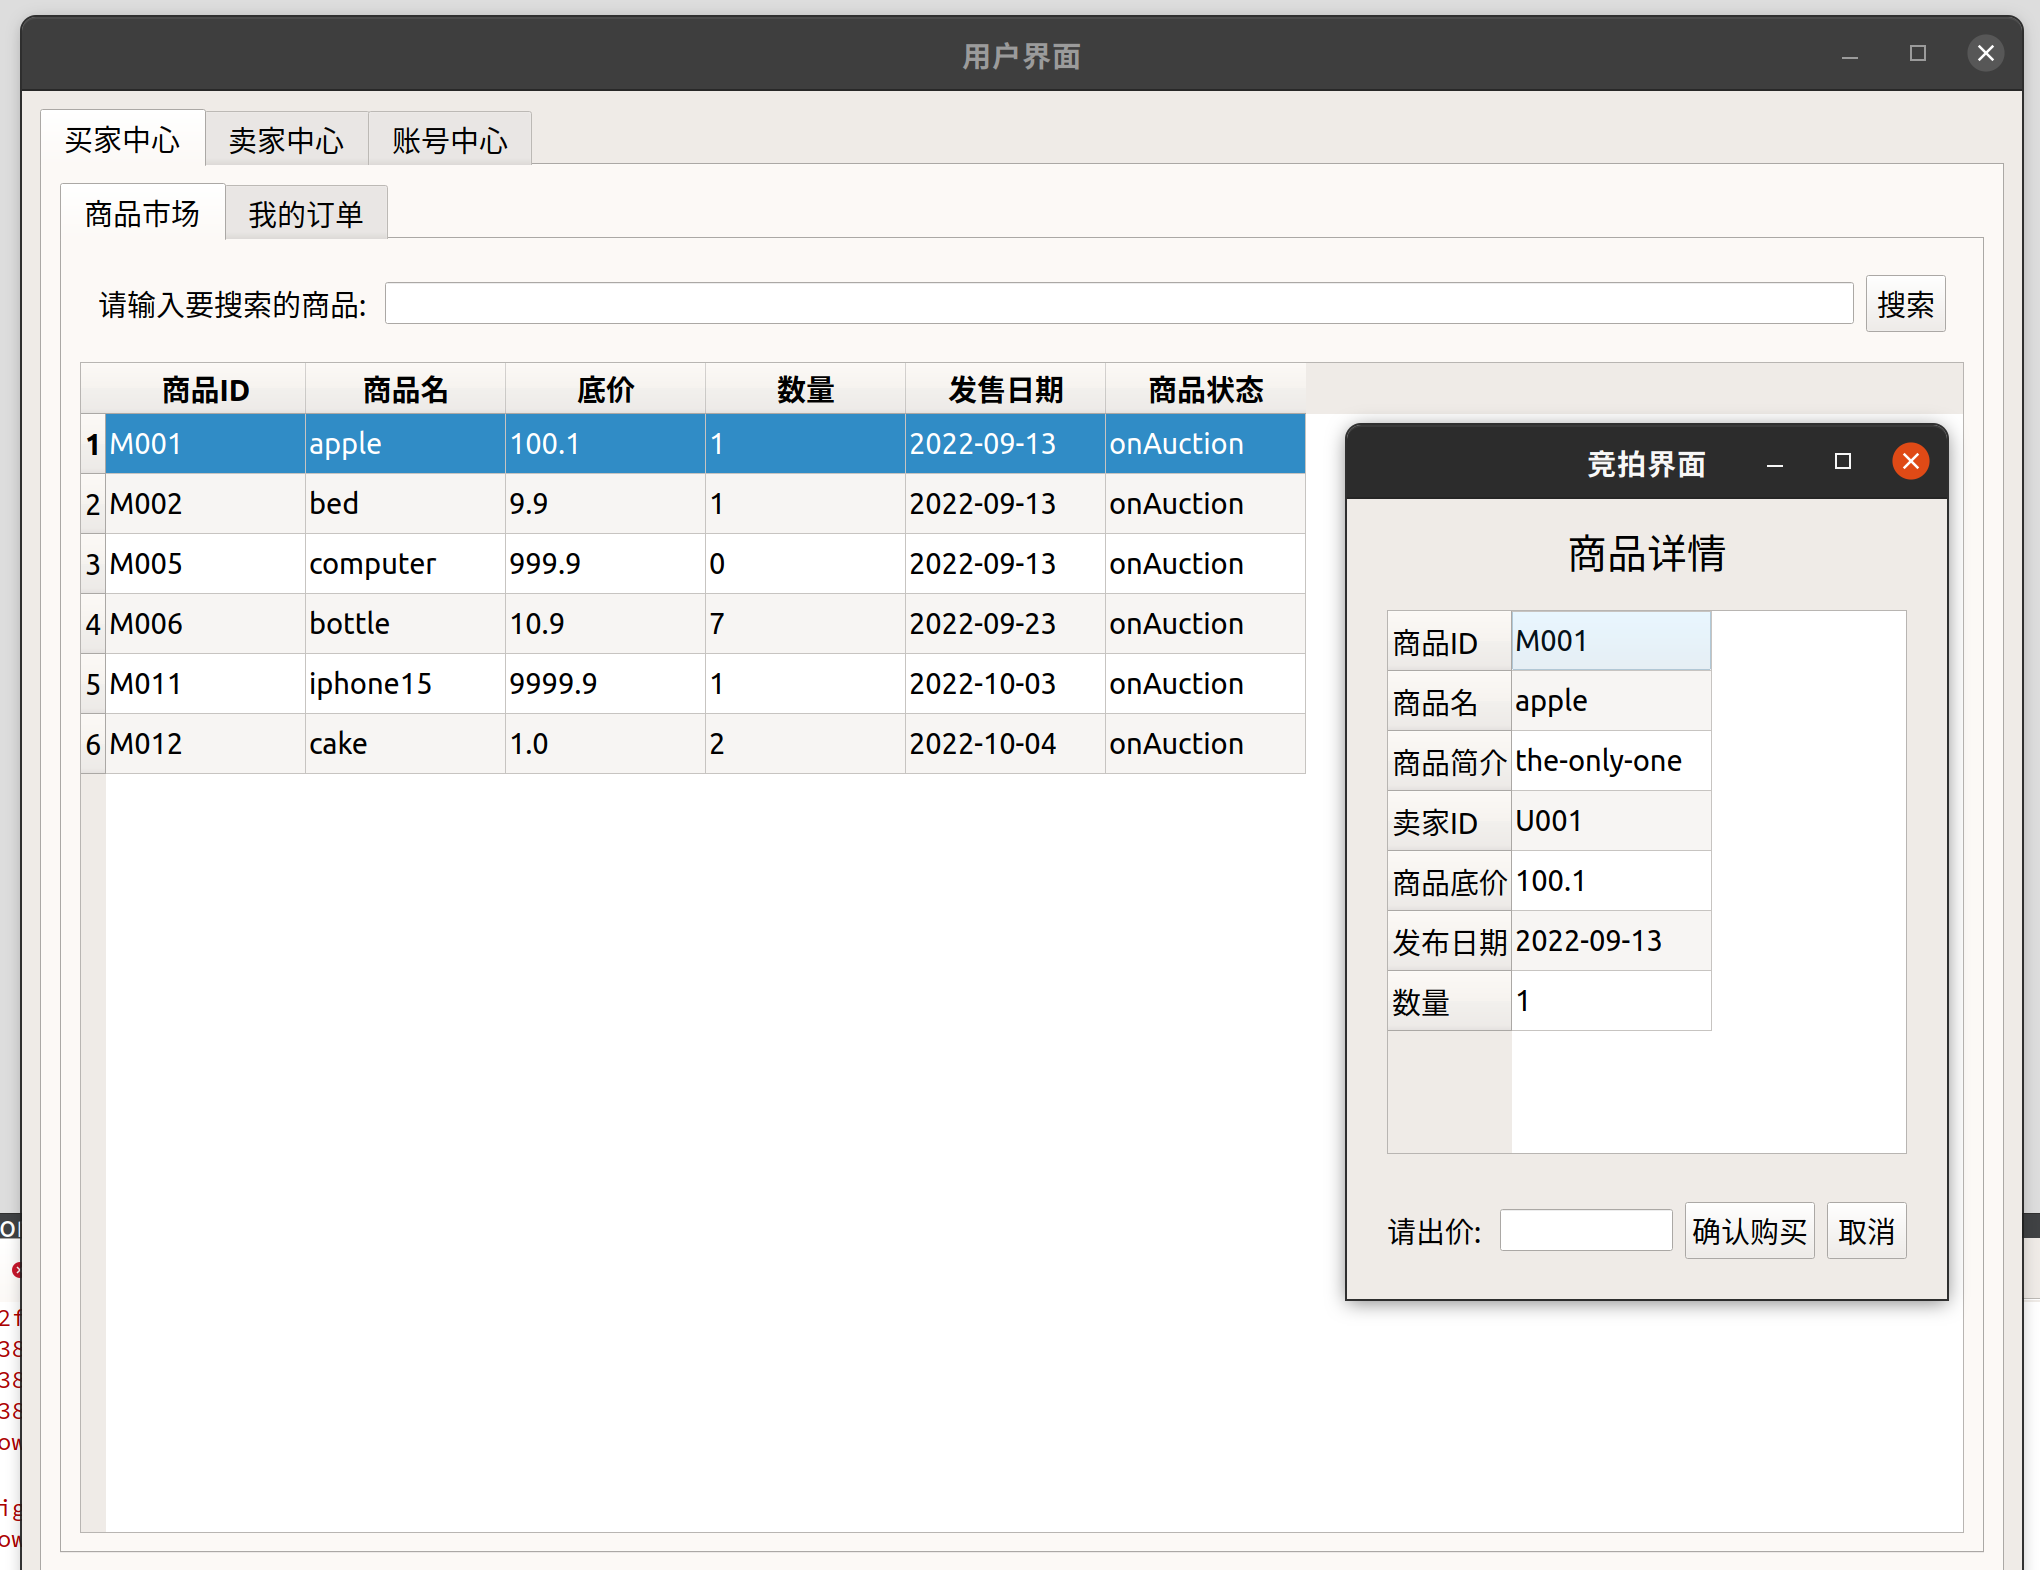 用户界面
买家中心 卖家中心 账号中心
商品市场 我的订单
请输入要搜索的商品: 搜索
商品ID 商品名 底价 数量 发售日期 商品状态
1 M001 apple 100.1 1 2022-09-13 onAuction
2 M002 bed 9.9 1 2022-09-13 onAuction
3 M005 computer 999.9 0 2022-09-13 onAuction
4 M006 bottle 10.9 7 2022-09-23 onAuction
5 M011 iphone15 9999.9 1 2022-10-03 onAuction
6 M012 cake 1.0 2 2022-10-04 onAuction
竞拍界面
商品详情
商品ID M001
商品名 apple
商品简介 the-only-one
卖家ID U001
商品底价 100.1
发布日期 2022-09-13
数量 1
请出价: 确认购买 取消